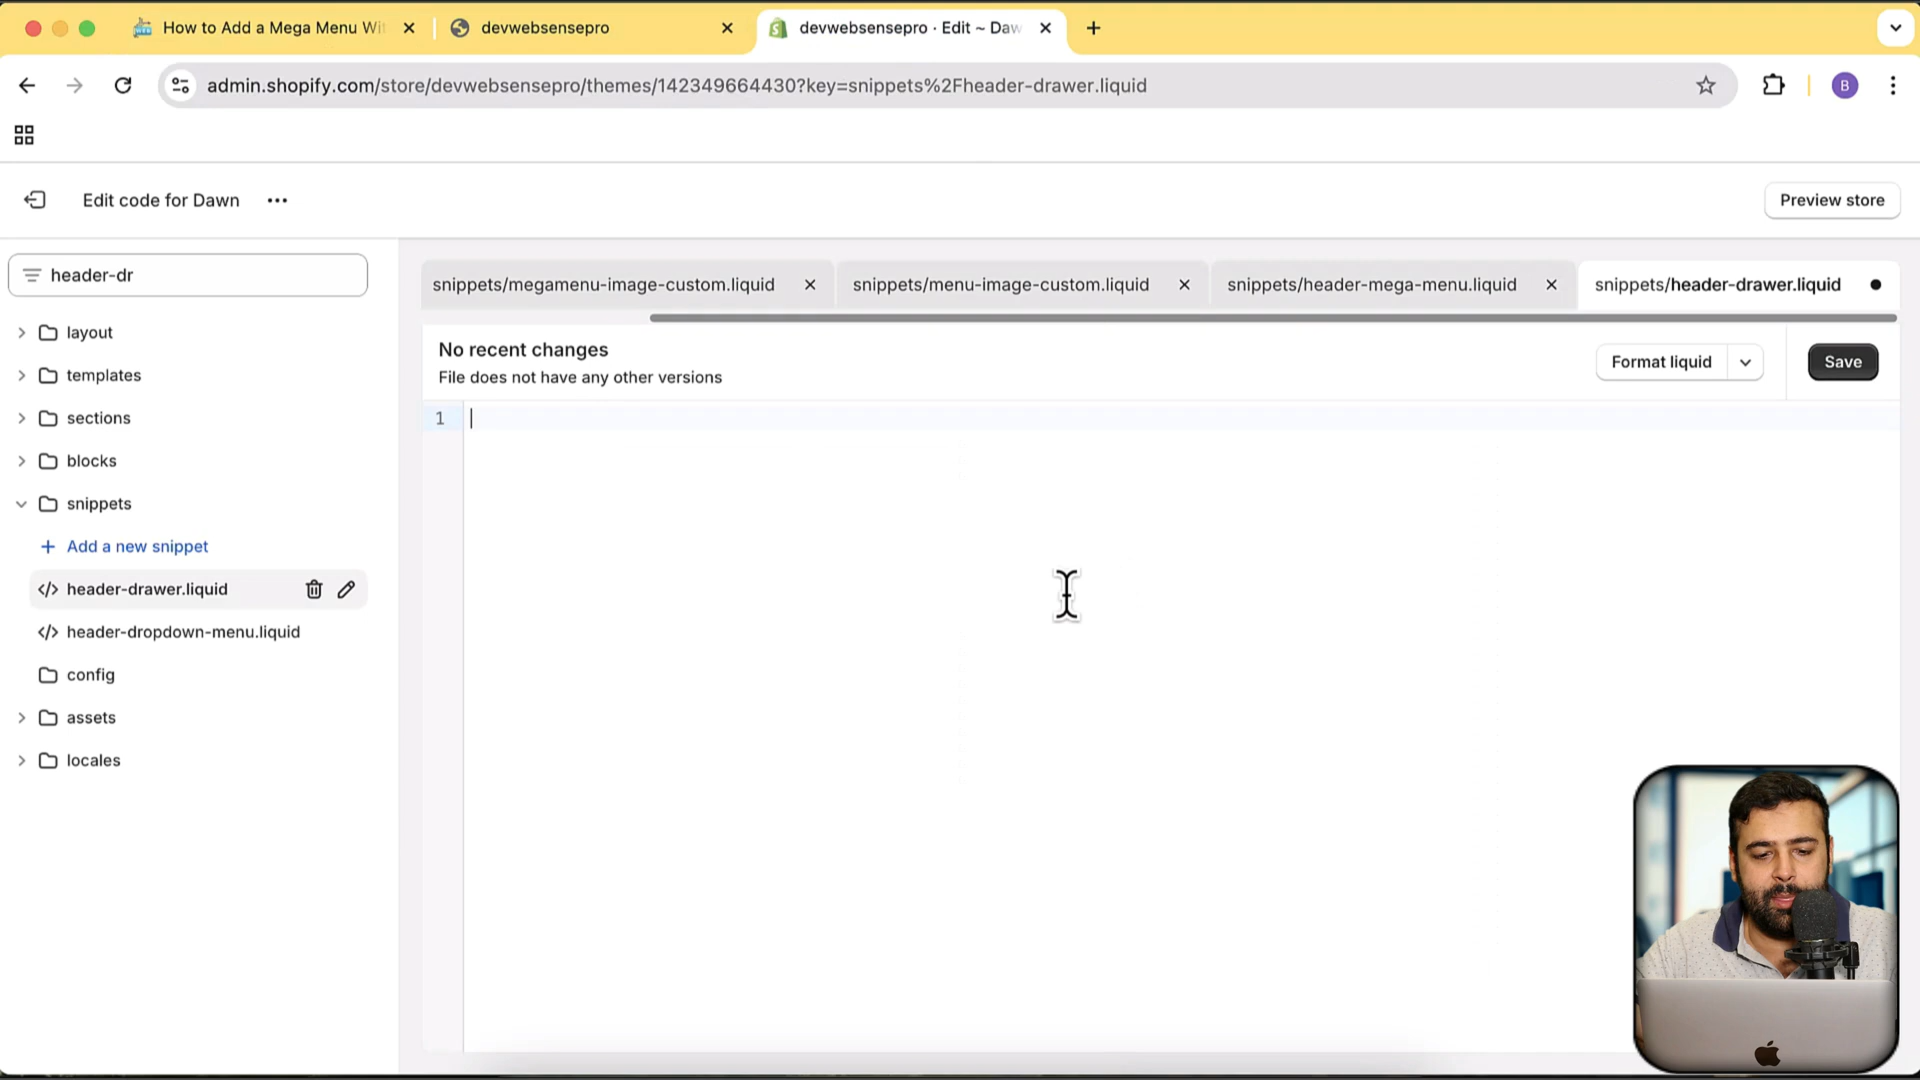 How to Add a Mega Menu Wit
devwebsensepro
devwebsensepro · Edit ~ Daw
admin.shopify.com/store/devwebsensepro/themes/142349664430?key=snippets%2Fheader-drawer.liquid
B
Edit code for Dawn
Preview store
header-dr
snippets/megamenu-image-custom.liquid
snippets/menu-image-custom.liquid
snippets/header-mega-menu.liquid
snippets/header-drawer.liquid
layout
templates
sections
blocks
snippets
Add a new snippet
header-drawer.liquid
header-dropdown-menu.liquid
config
assets
locales
No recent changes
File does not have any other versions
Format liquid
Save
1